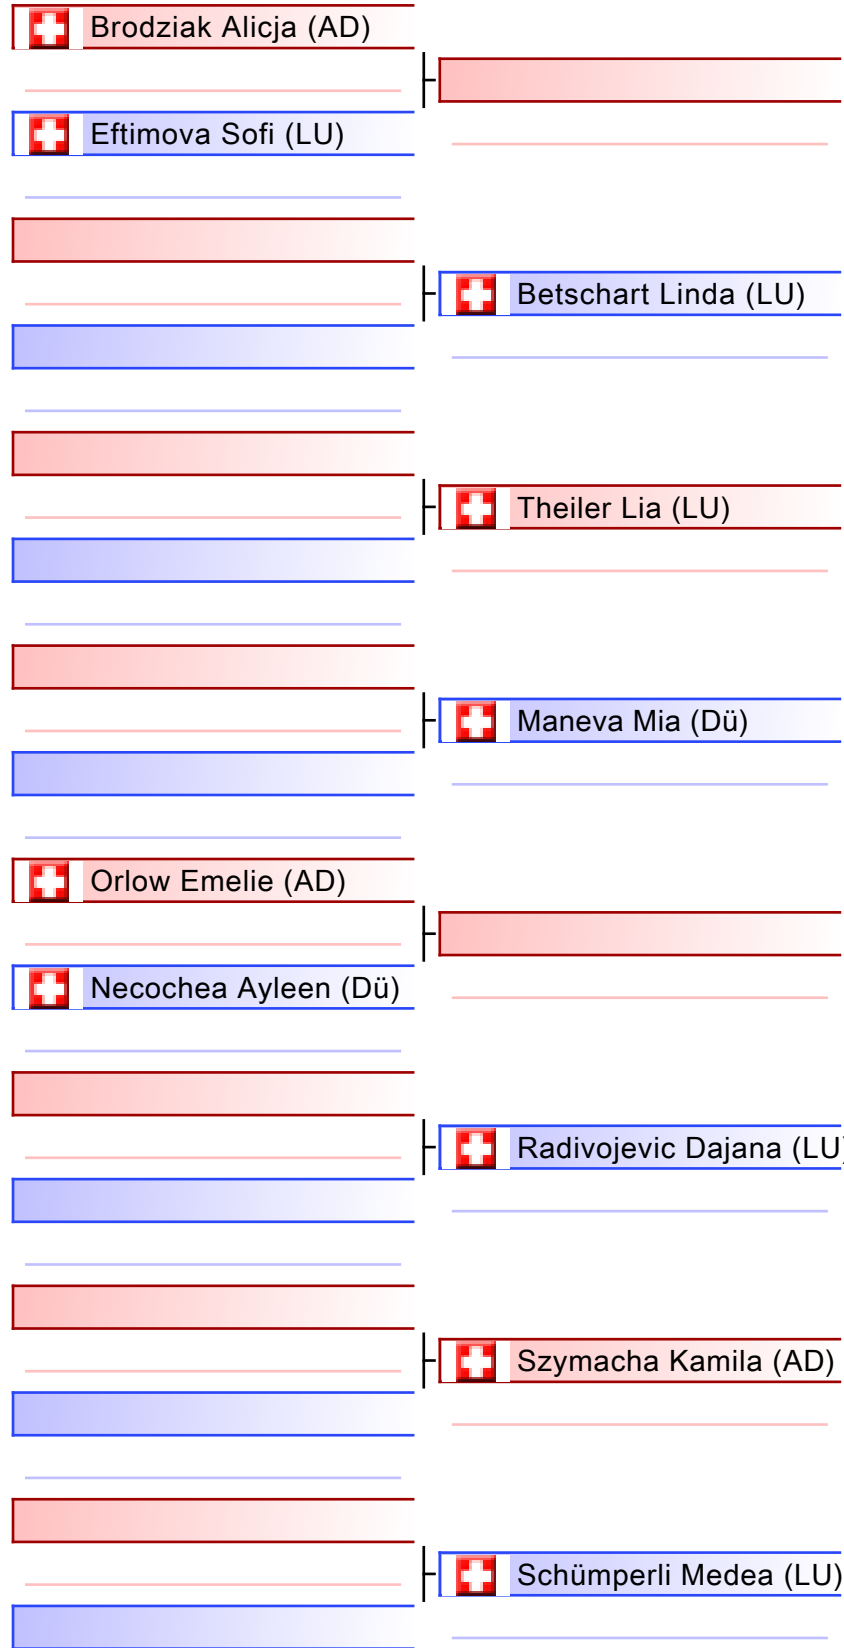 Brodziak Alicja (AD)
Eftimova Sofi (LU)
Betschart Linda (LU)
Theiler Lia (LU)
Maneva Mia (Dü)
Orlow Emelie (AD)
Necochea Ayleen (Dü)
Radivojevic Dajana (LU)
Szymacha Kamila (AD)
Schümperli Medea (LU)